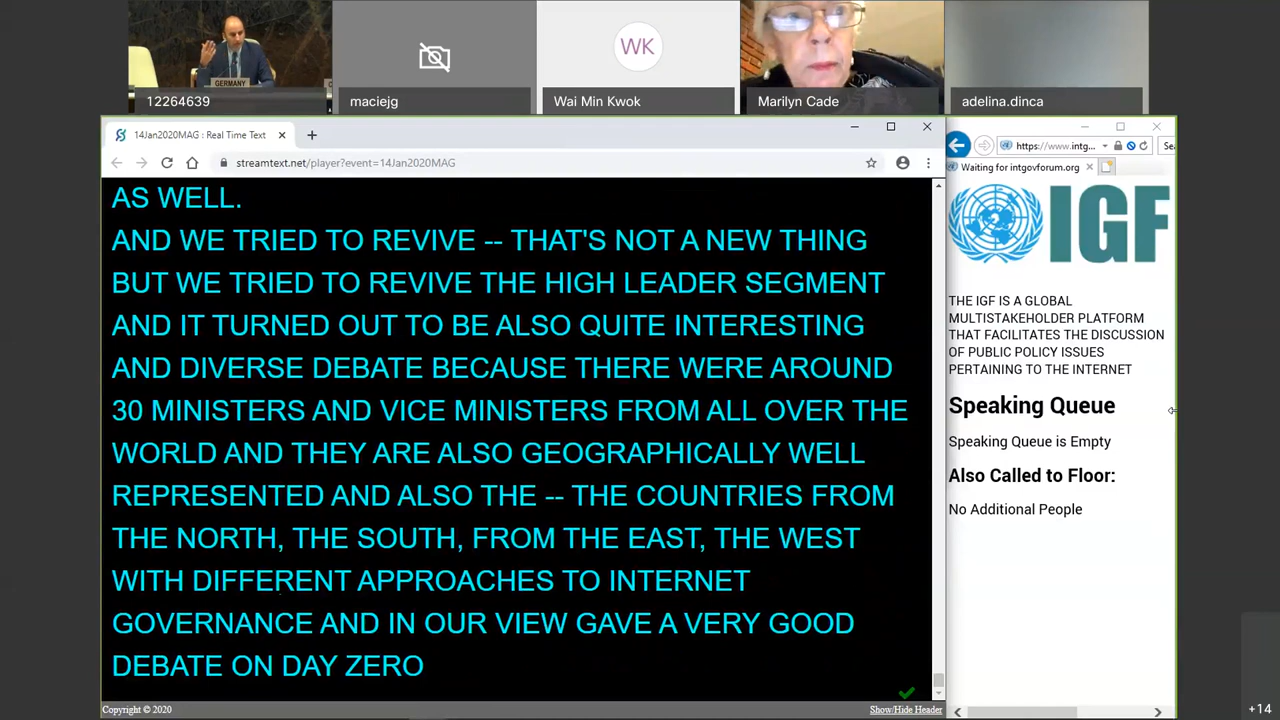 GERMANY
12264639
maciejg
WK
Wai Min Kwok
Marilyn Cade
adelina.dinca
14Jan2020MAG : Real Time Text
streamtext.net/player?event=14Jan2020MAG
AS WELL.
AND WE TRIED TO REVIVE -- THAT'S NOT A NEW THING
BUT WE TRIED TO REVIVE THE HIGH LEADER SEGMENT
AND IT TURNED OUT TO BE ALSO QUITE INTERESTING
AND DIVERSE DEBATE BECAUSE THERE WERE AROUND
30 MINISTERS AND VICE MINISTERS FROM ALL OVER THE
WORLD AND THEY ARE ALSO GEOGRAPHICALLY WELL
REPRESENTED AND ALSO THE -- THE COUNTRIES FROM
THE NORTH, THE SOUTH, FROM THE EAST, THE WEST
WITH DIFFERENT APPROACHES TO INTERNET
GOVERNANCE AND IN OUR VIEW GAVE A VERY GOOD
DEBATE ON DAY ZERO
Copyright © 2020
Show/Hide Header
https://www.intg...
Sea
Waiting for intgovforum.org
IGF
THE IGF IS A GLOBAL
MULTISTAKEHOLDER PLATFORM
THAT FACILITATES THE DISCUSSION
OF PUBLIC POLICY ISSUES
PERTAINING TO THE INTERNET
Speaking Queue
Speaking Queue is Empty
Also Called to Floor:
No Additional People
+14